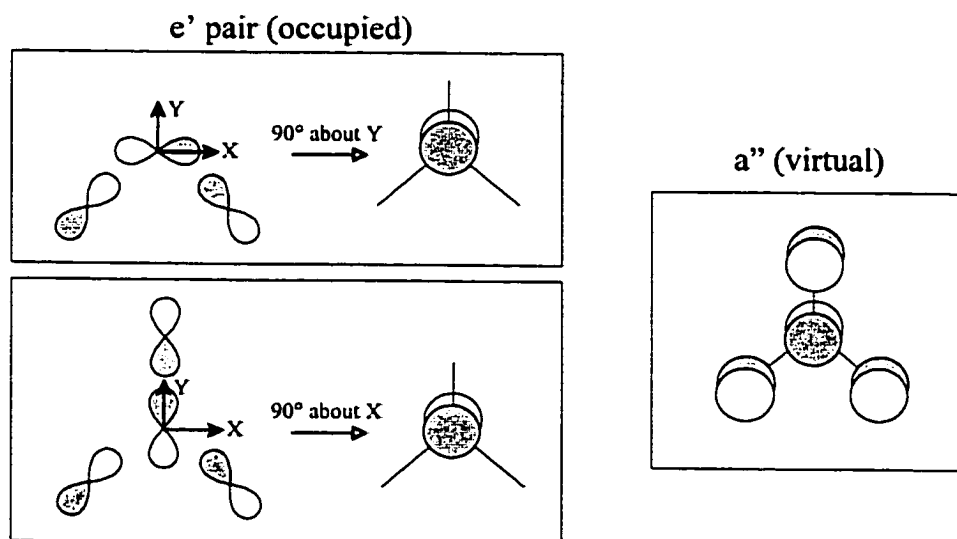 e' pair (occupied)
Y
X
90° about Y
a” (virtual)
Y
X
90° about X